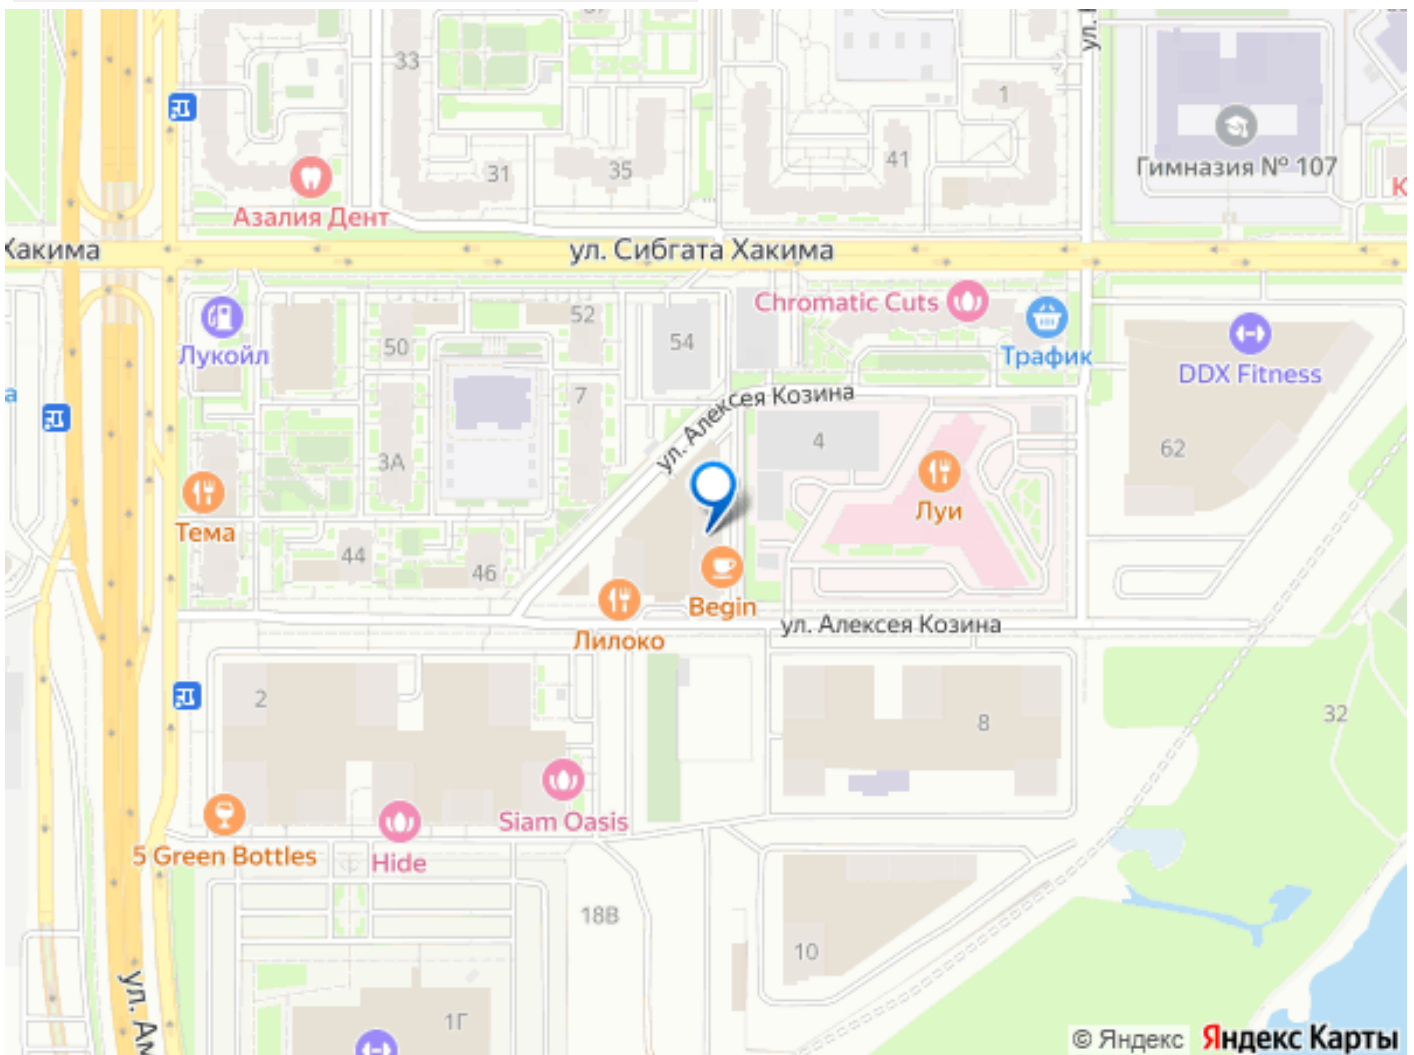 33
1
31
35
41
Гимназия № 107
Азалия Дент
Хакима
ул. Сибгата Хакима
Chromatic Cuts
Лукойл
50
52
54
Трафик
DDX Fitness
7
ул. Алексея Козина
4
62
3А
Луи
Тема
44
46
Begin
Лилоко
ул. Алексея Козина
2
8
32
Siam Oasis
5 Green Bottles
Hide
18В
10
ул. Ам
1Г
© Яндекс Яндекс Карты